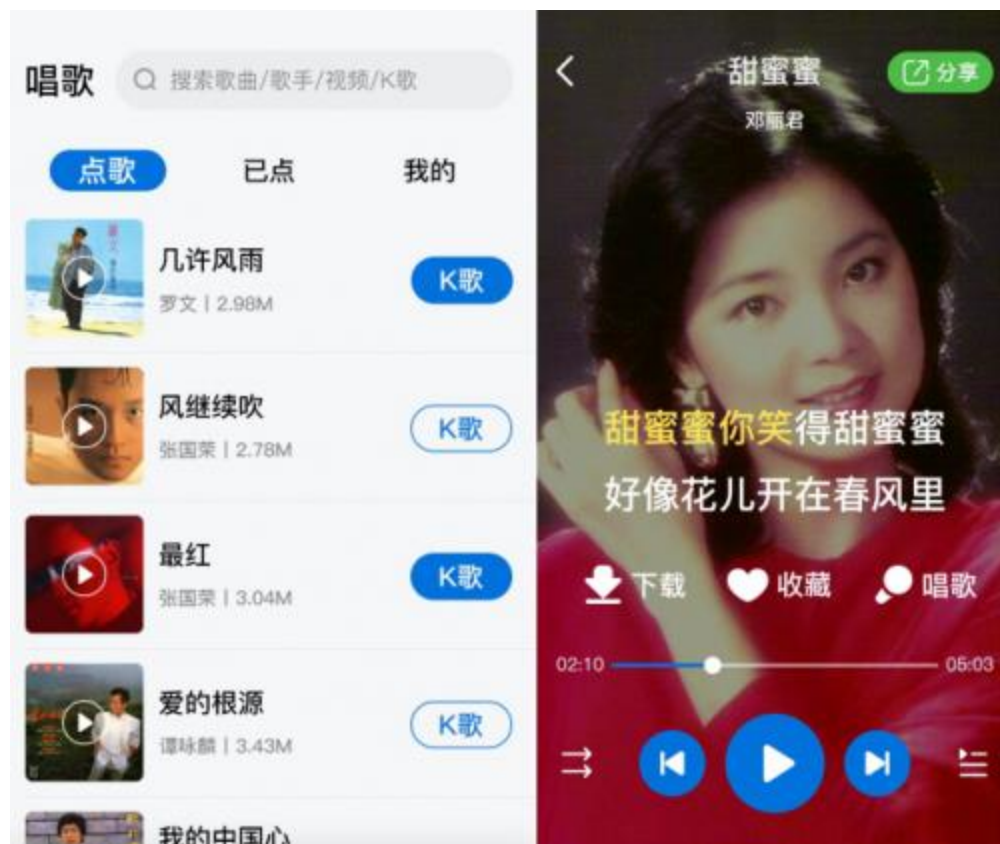 唱歌
搜索歌曲/歌手/视频/K歌
点歌 已点 我的
几许风雨
罗文 | 2.98M
K歌
风继续吹
张国荣 | 2.78M
K歌
最红
张国荣 | 3.04M
K歌
爱的根源
谭咏麟 | 3.43M
K歌
我的中国心
甜蜜蜜
分享
邓丽君
甜蜜蜜你笑得甜蜜蜜
好像花儿开在春风里
下载 收藏 唱歌
02:10 05:03